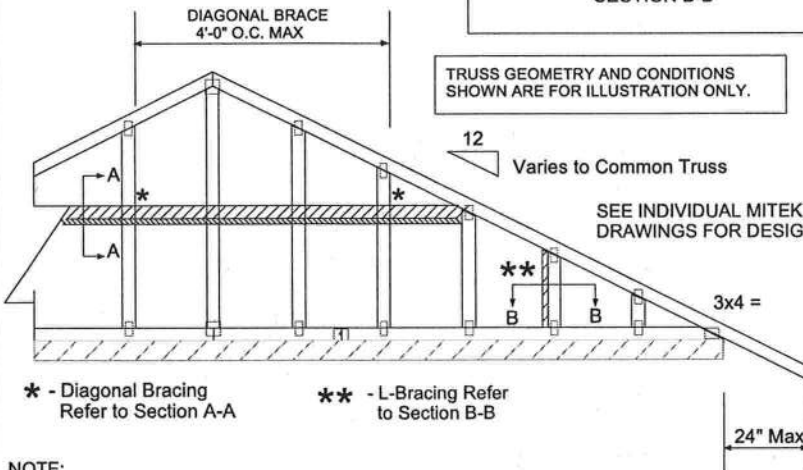 SECTION B-B
DIAGONAL BRACE
4'-0" O.C. MAX
TRUSS GEOMETRY AND CONDITIONS
SHOWN ARE FOR ILLUSTRATION ONLY.
12
Varies to Common Truss
SEE INDIVIDUAL MITEK
DRAWINGS FOR DESIG
A
*
*
A
**
B
B
3x4 =
* - Diagonal Bracing
Refer to Section A-A
** - L-Bracing Refer
to Section B-B
24" Max
NOTE: